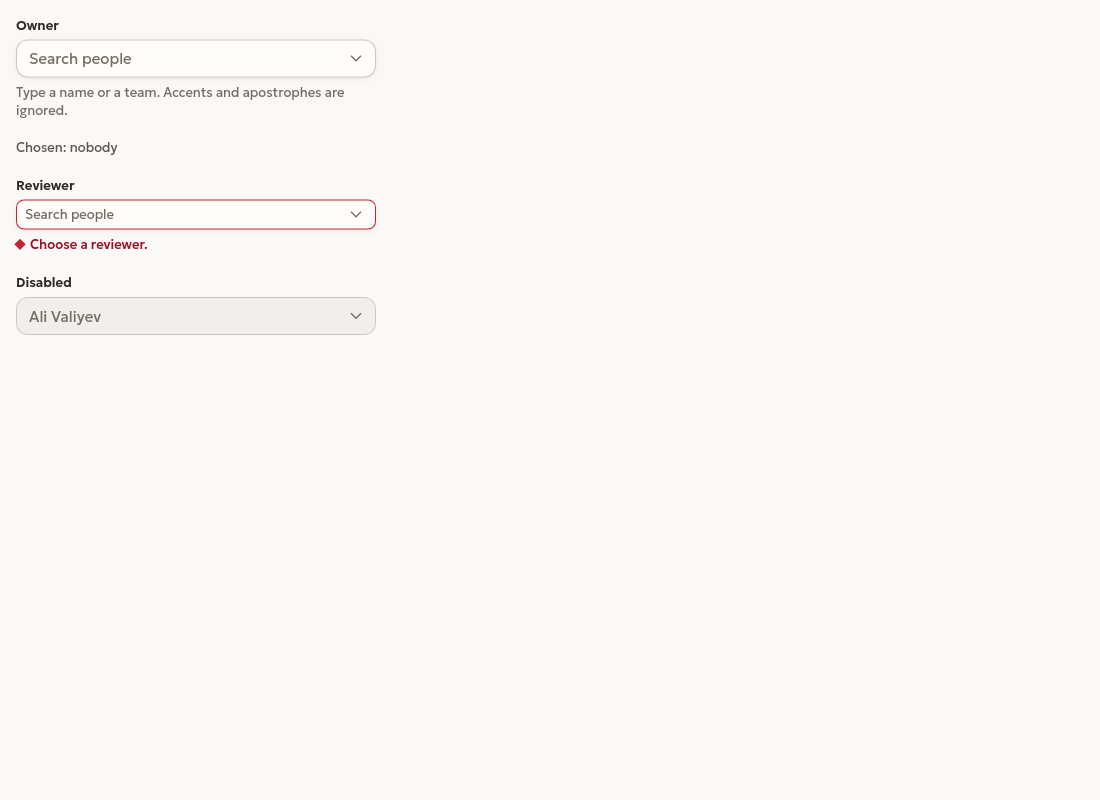 Owner
Search people
Type a name or a team. Accents and apostrophes are
ignored.
Chosen: nobody
Reviewer
Search people
Choose a reviewer.
Disabled
Ali Valiyev